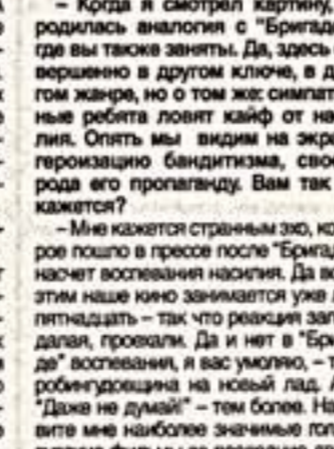 – Когда я смотрел картину,
родилась аналогия с "Бригад
где вы также заняты. Да, здесь
вершенно в другом ключе, в д
гом жанре, но о том же: симпат
ные ребята ловят кайф от на
лия. Опять мы видим на экр
героизацию бандитизма, сво
рода его пропаганду. Вам так
кажется?
– Мне кажется странным эхо, ко
рое пошло в прессе после "Бригад
насчет воспевания насилия. Да в
этим наше кино занимается уже
пятнадцать – так что реакция зап
далая, проехали. Да и нет в "Бри
де" воспевания, я вас умоляю, –
робингудовщина на новый лад.
"Даже не думай!" – тем более. На
вите мне наиболее значимые гол